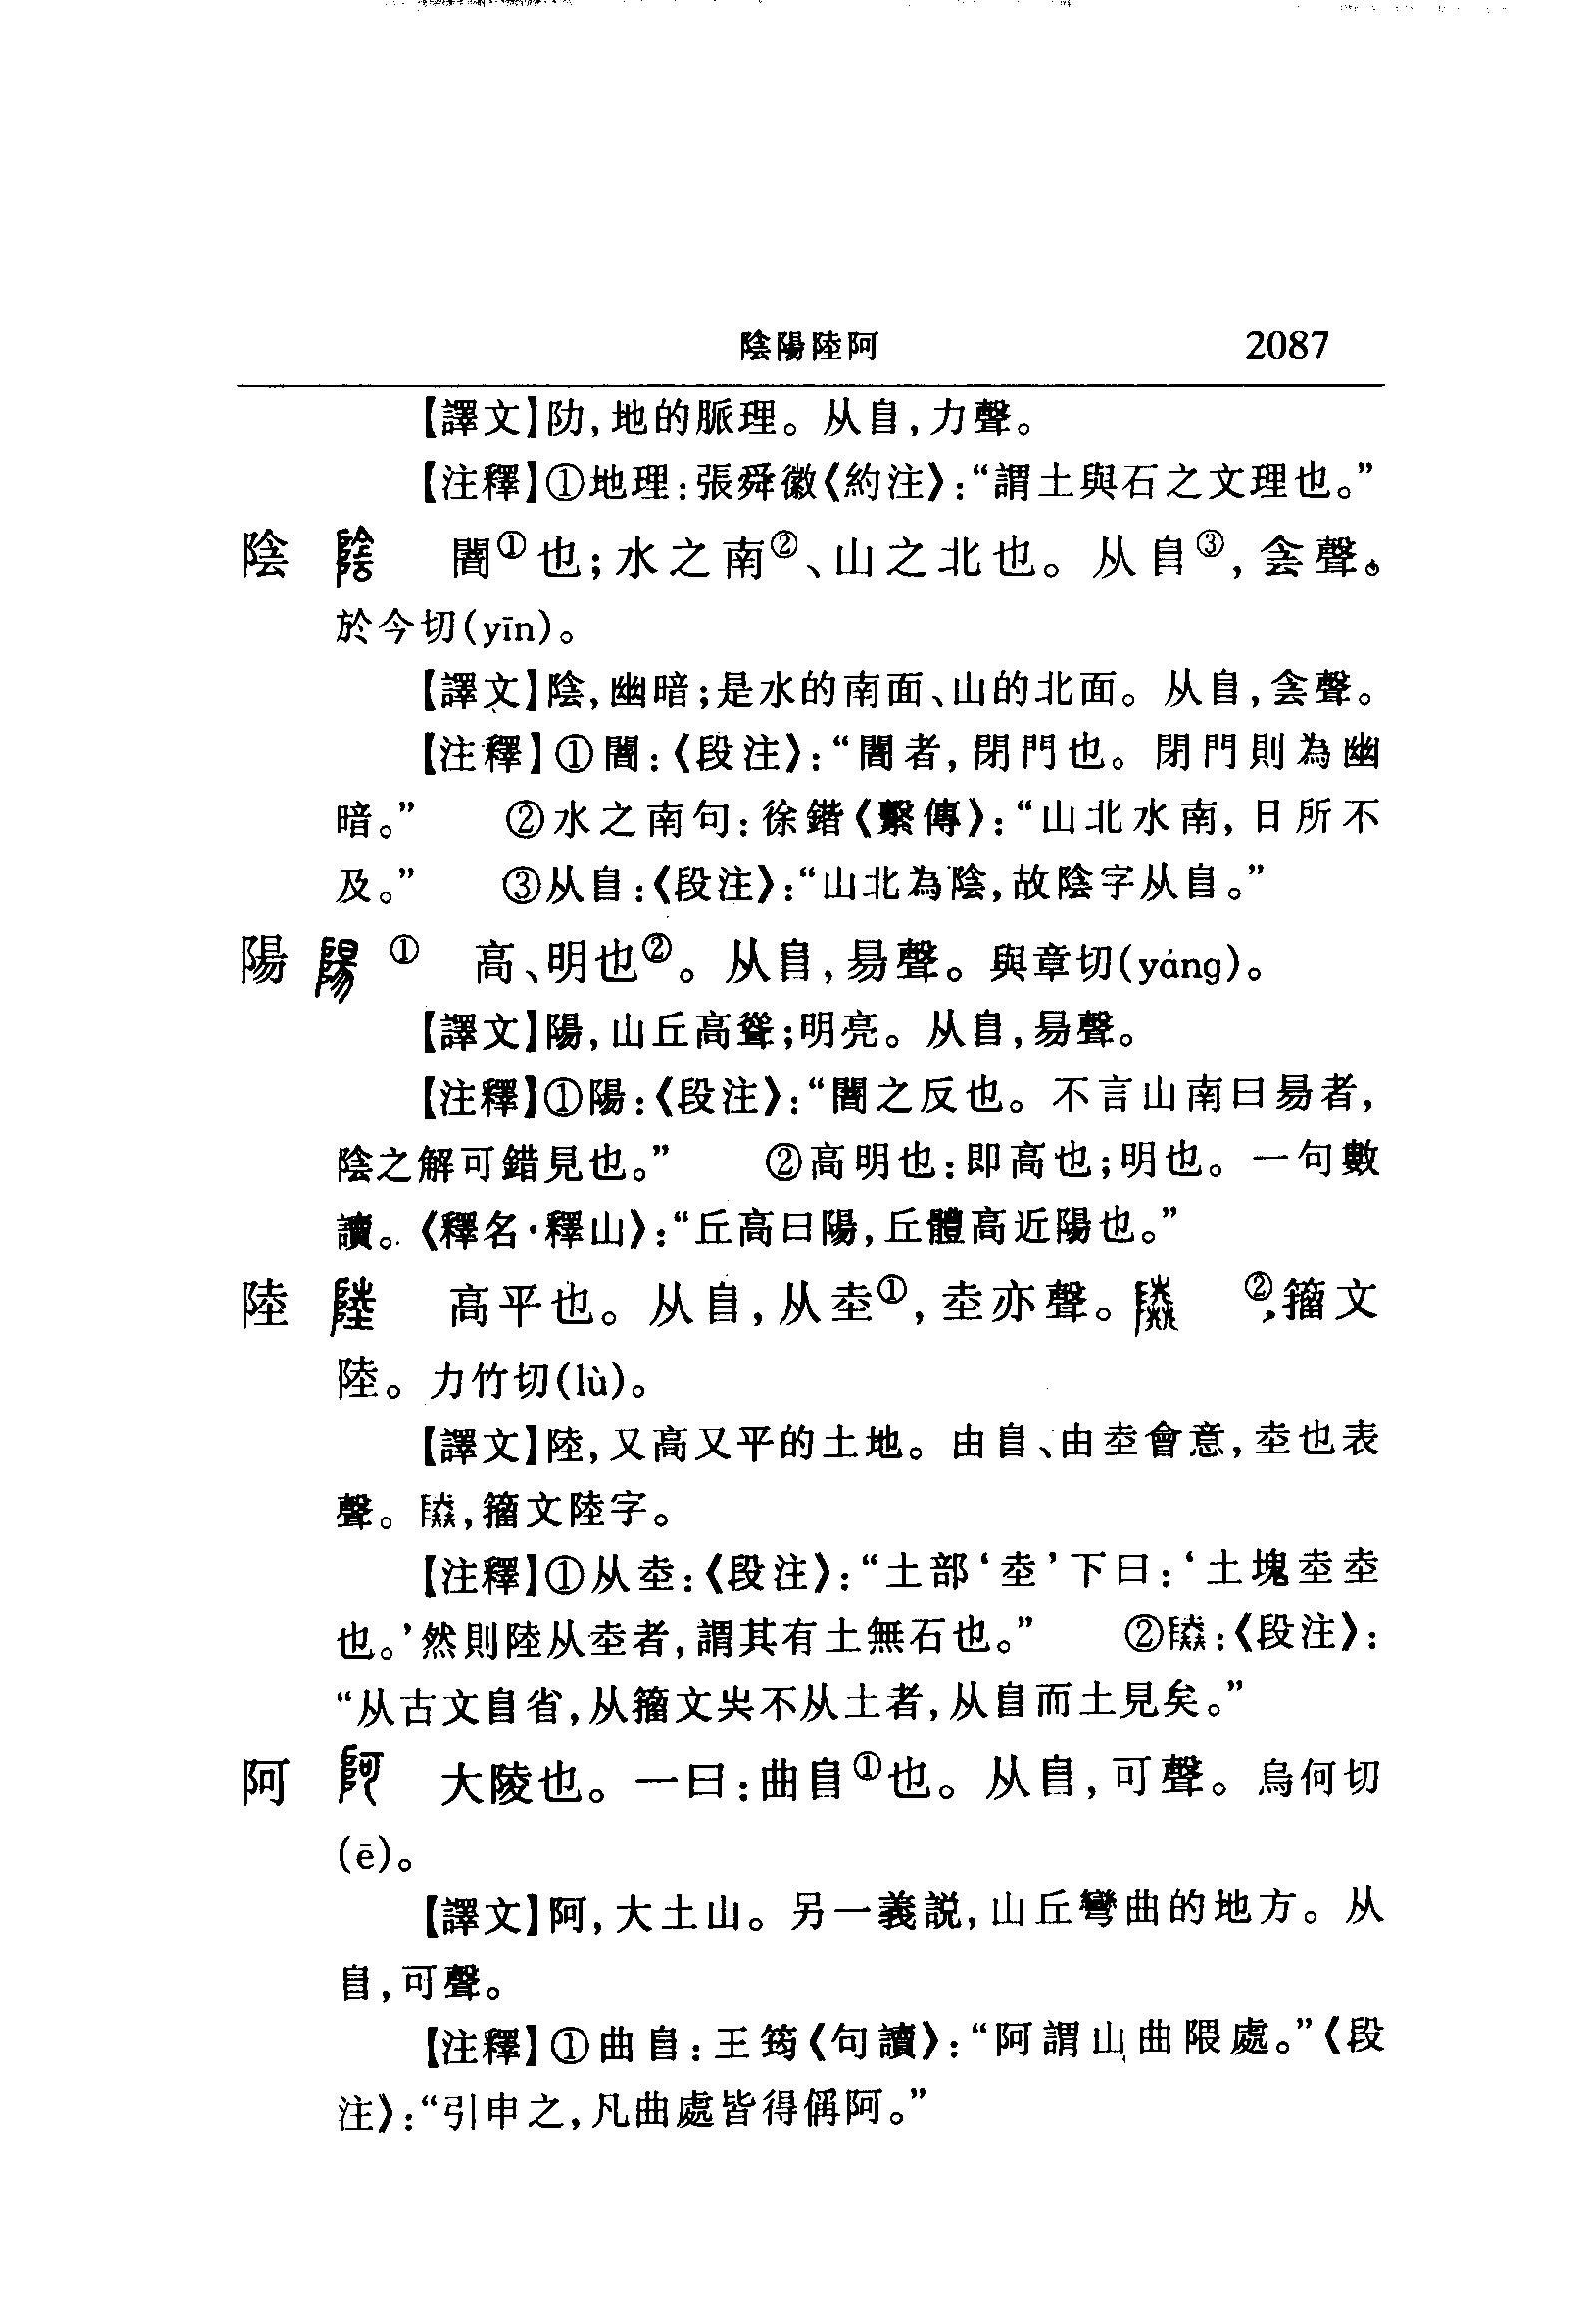 陰陽陸阿 2087
【譯文】阞,地的脈理。从𨸏,力聲。
【注釋】①地理:張舜徽《約注》:“謂土與石之文理也。”
陰 闇①也;水之南②、山之北也。从𨸏③,侌聲。
於今切(yīn)。
【譯文】陰,幽暗;是水的南面、山的北面。从𨸏,侌聲。
【注釋】①闇:《段注》:“闇者,閉門也。閉門則為幽
暗。” ②水之南句:徐鍇《繫傳》:“山北水南,日所不
及。” ③从𨸏:《段注》:“山北為陰,故陰字从𨸏。”
陽 ① 高、明也②。从𨸏,昜聲。與章切(yáng)。
【譯文】陽,山丘高聳;明亮。从𨸏,昜聲。
【注釋】①陽:《段注》:“闇之反也。不言山南曰昜者,
陰之解可錯見也。” ②高明也:即高也;明也。一句數
讀。《釋名·釋山》:“丘高曰陽,丘體高近陽也。”
陸 高平也。从𨸏,从坴①,坴亦聲。 ②,籀文
陸。力竹切(lù)。
【譯文】陸,又高又平的土地。由𨸏、由坴會意,坴也表
聲。,籀文陸字。
【注釋】①从坴:《段注》:“土部‘坴’下曰:‘土塊坴坴
也。’然則陸从坴者,謂其有土無石也。” ②:《段注》:
“从古文𨸏省,从籀文圥不从土者,从𨸏而土見矣。”
阿 大陵也。一曰:曲𨸏①也。从𨸏,可聲。烏何切
(ē)。
【譯文】阿,大土山。另一義説,山丘彎曲的地方。从
𨸏,可聲。
【注釋】①曲𨸏:王筠《句讀》:“阿謂山曲隈處。”《段
注》:“引申之,凡曲處皆得偁阿。”